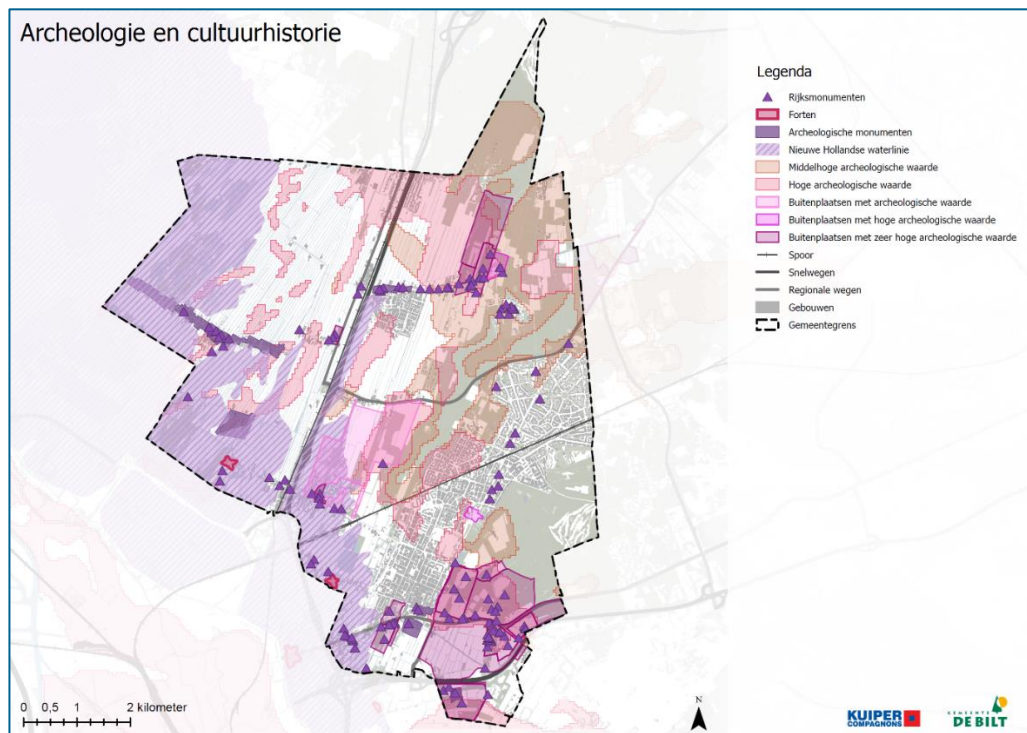 Archeologie en cultuurhistorie
Legenda
Rijksmonumenten
Forten
Archeologische monumenten
Nieuwe Hollandse waterlinie
Middelhoge archeologische waarde
Hoge archeologische waarde
Buitenplaatsen met archeologische waarde
Buitenplaatsen met hoge archeologische waarde
Buitenplaatsen met zeer hoge archeologische waarde
Spoor
Snelwegen
Regionale wegen
Gebouwen
Gemeentegrens
0 0,5 1 2 kilometer
N
KUIPER
COMPAGNONS
GEMEENTE
DE BILT